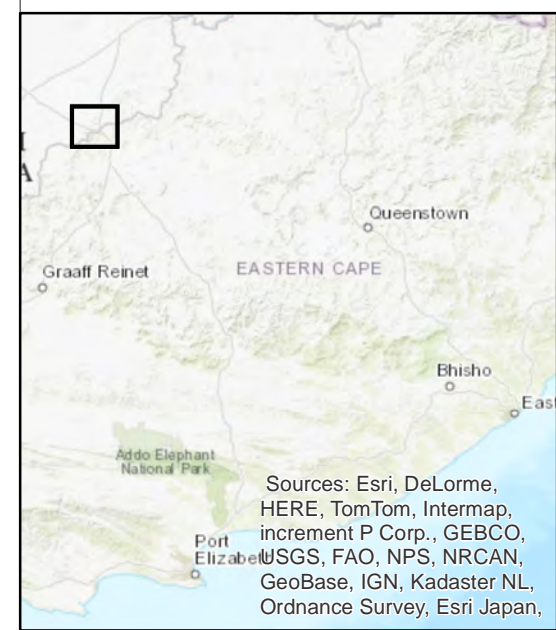 Queenstown
EASTERN CAPE
Graaff Reinet
Bhisho
East
Addo Elephant
National Park
Port
Elizabeth
Sources: Esri, DeLorme,
HERE, TomTom, Intermap,
increment P Corp., GEBCO,
USGS, FAO, NPS, NRCAN,
GeoBase, IGN, Kadaster NL,
Ordnance Survey, Esri Japan,